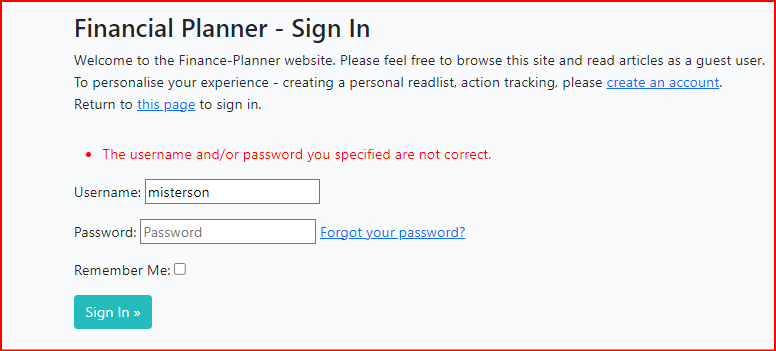 Financial Planner - Sign In
Welcome to the Finance-Planner website. Please feel free to browse this site and read articles as a guest user.
To personalise your experience - creating a personal readlist, action tracking, please create an account.
Return to this page to sign in.
• The username and/or password you specified are not correct.
Username: misterson
Password: Password Forgot your password?
Remember Me:
Sign In »